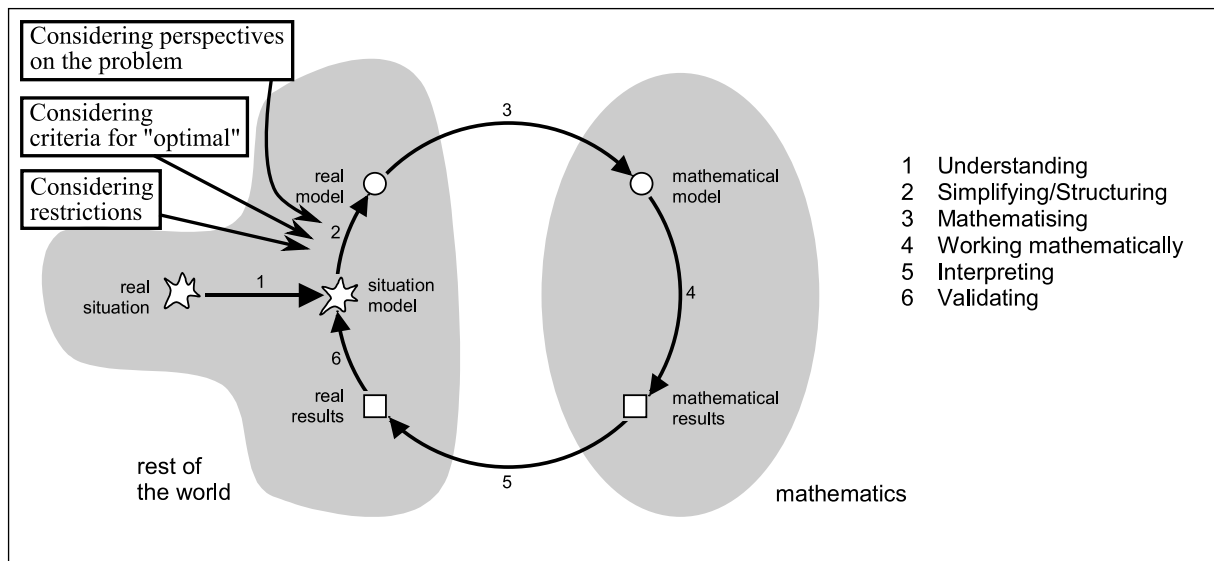 Considering perspectives
on the problem
Considering
criteria for "optimal"
Considering
restrictions
3
real
model
mathematical
model
2
1
real
situation
situation
model
4
6
real
results
mathematical
results
5
rest of
the world
mathematics
1 Understanding
2 Simplifying/Structuring
3 Mathematising
4 Working mathematically
5 Interpreting
6 Validating